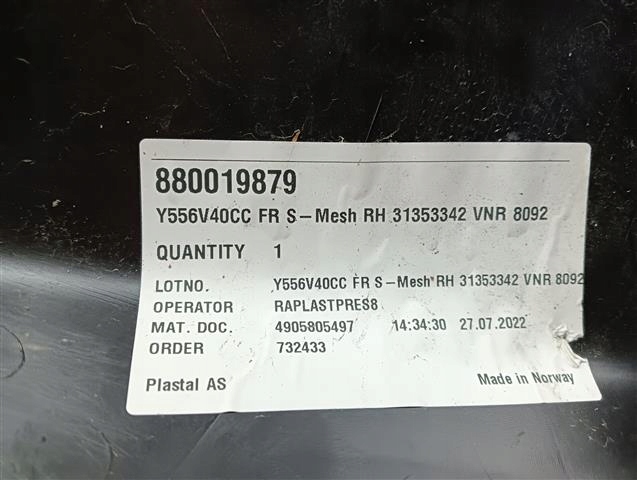 880019879
Y556V40CC FR S-Mesh RH 31353342 VNR 8092
QUANTITY 1
LOTNO. Y556V40CC FR S-Mesh RH 31353342 VNR 8092
OPERATOR RAPLASTPRES8
MAT. DOC. 4905805497 14:34:30 27.07.2022
ORDER 732433
Plastal AS Made in Norway